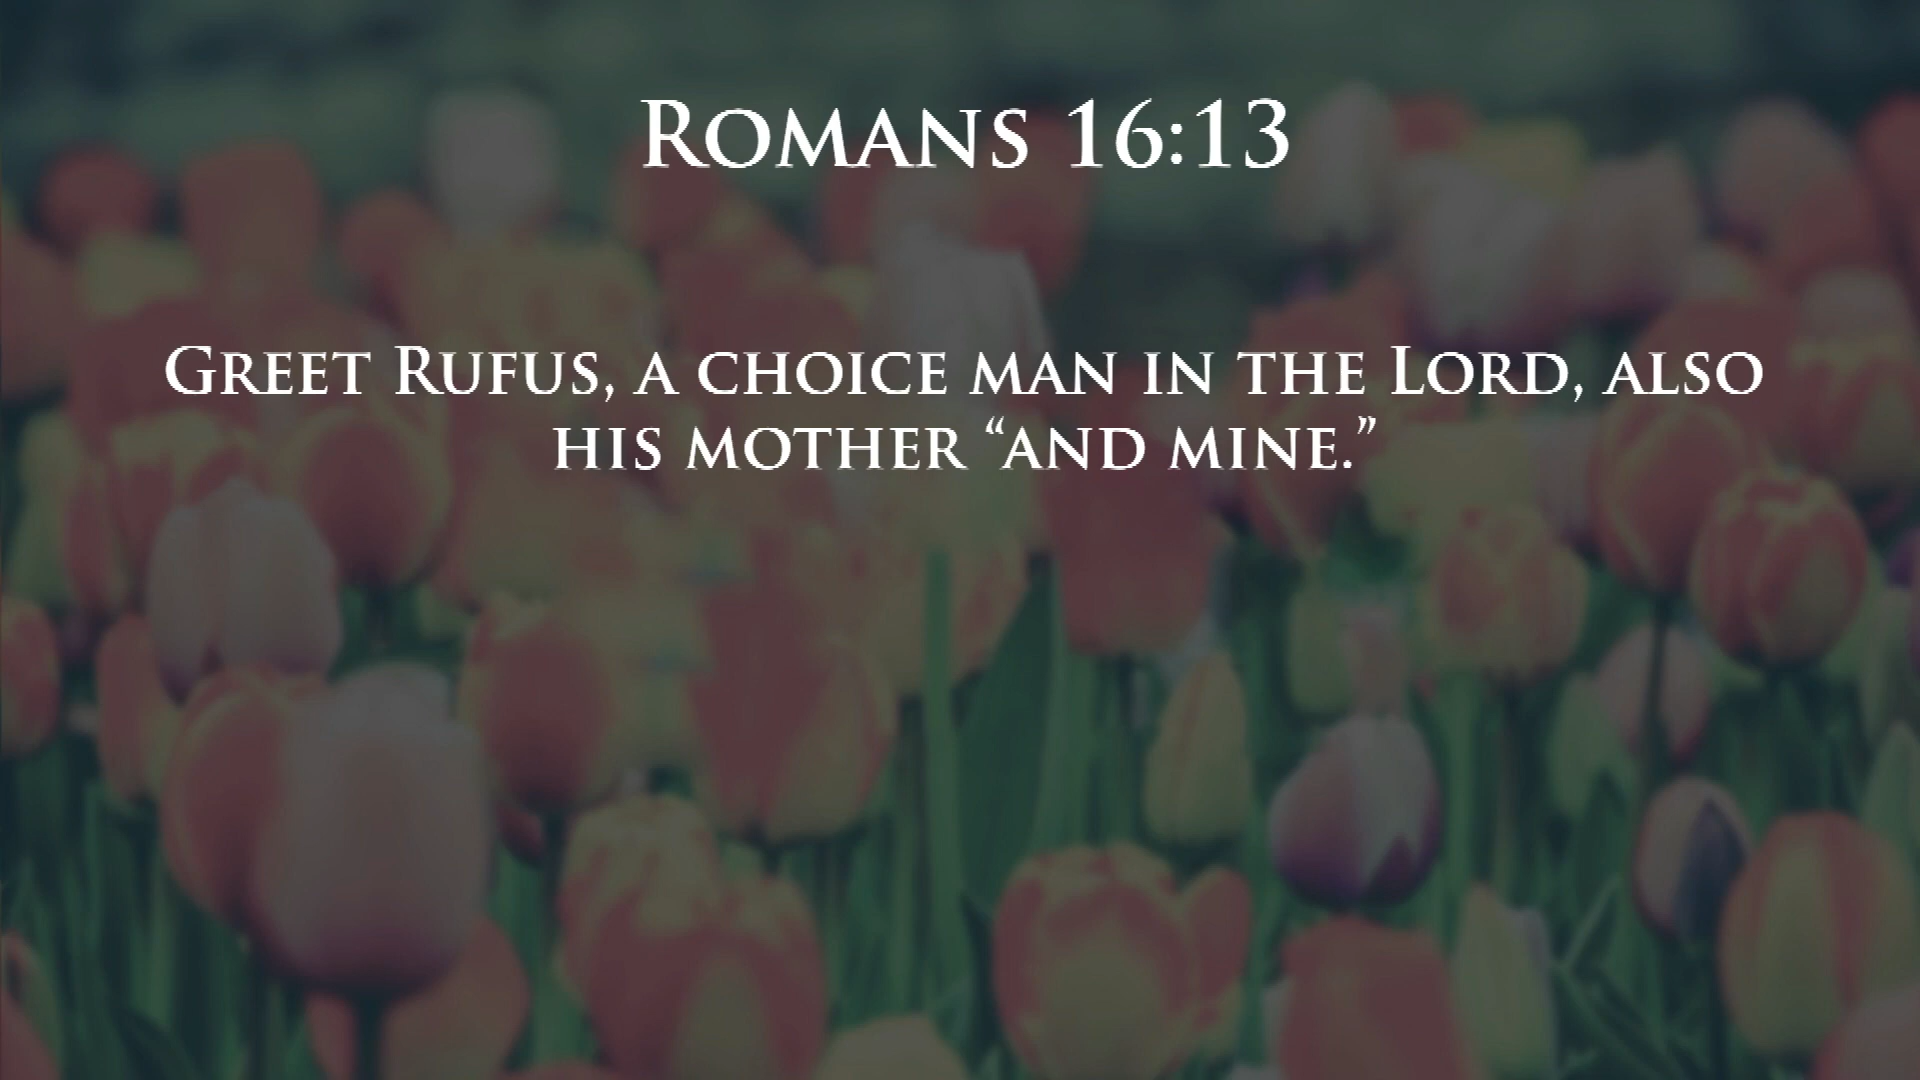 Romans 16:13
Greet Rufus, a choice man in the Lord, also
his mother “and mine.”